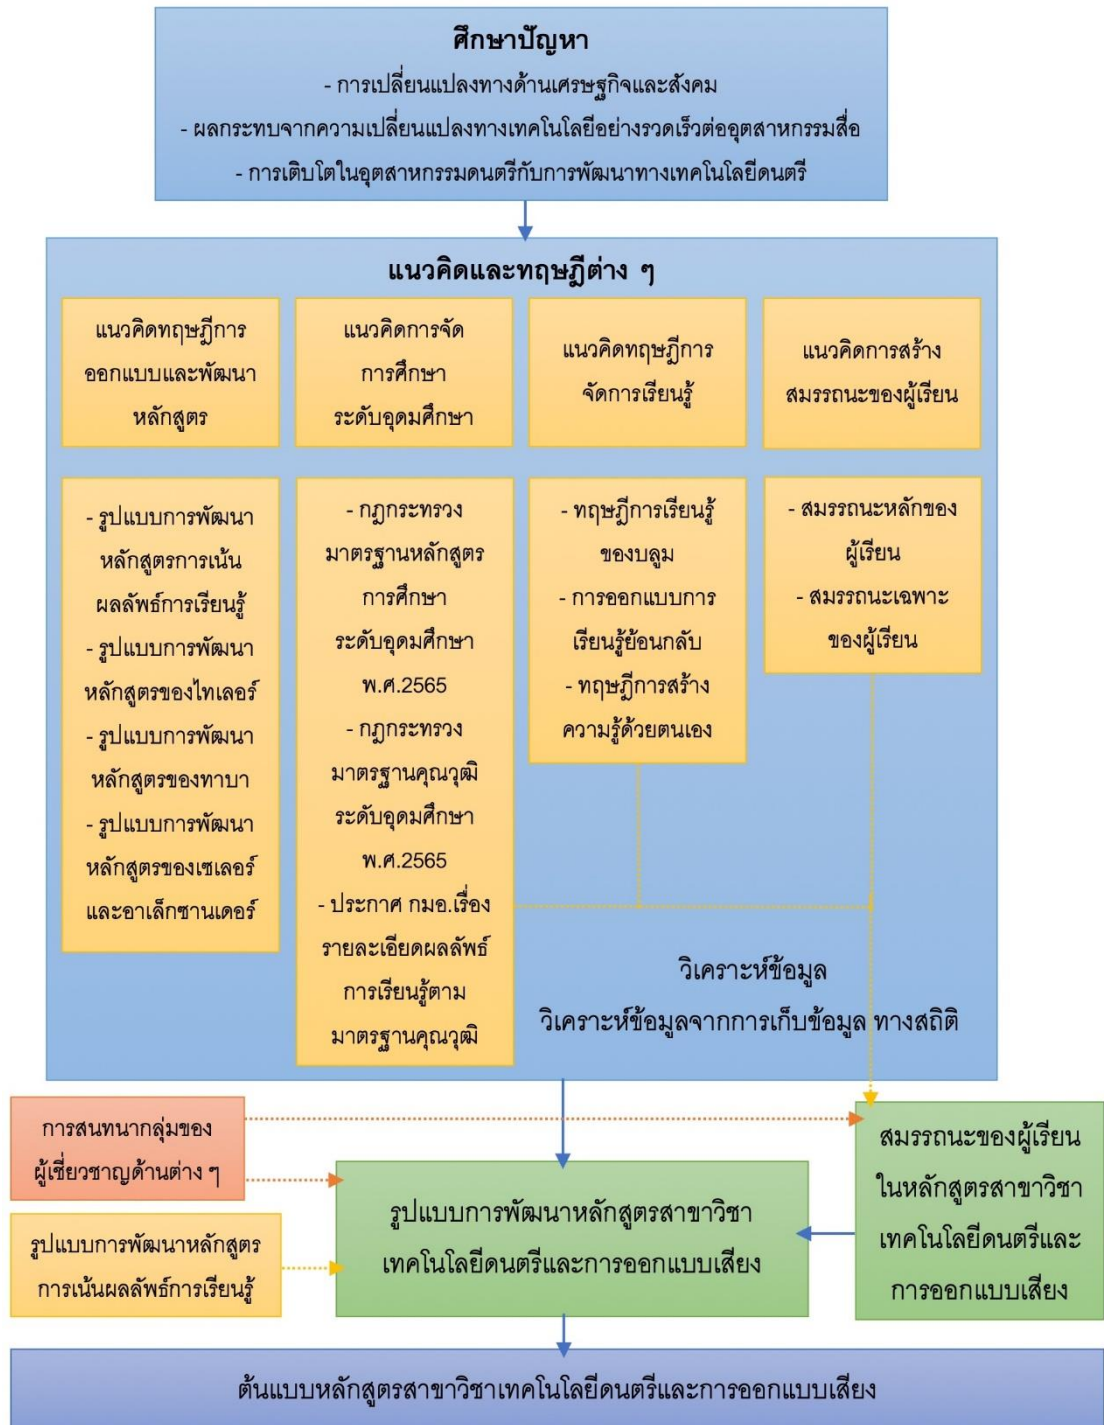 ศึกษาปัญหา
- การเปลี่ยนแปลงทางด้านเศรษฐกิจและสังคม
- ผลกระทบจากความเปลี่ยนแปลงทางเทคโนโลยีอย่างรวดเร็วต่ออุตสาหกรรมสื่อ
- การเติบโตในอุตสาหกรรมดนตรีกับการพัฒนาทางเทคโนโลยีดนตรี
แนวคิดและทฤษฎีต่าง ๆ
แนวคิดทฤษฎีการ
ออกแบบและพัฒนา
หลักสูตร
แนวคิดการจัด
การศึกษา
ระดับอุดมศึกษา
แนวคิดทฤษฎีการ
จัดการเรียนรู้
แนวคิดการสร้าง
สมรรถนะของผู้เรียน
- รูปแบบการพัฒนา
หลักสูตรการเน้น
ผลลัพธ์การเรียนรู้
- รูปแบบการพัฒนา
หลักสูตรของไทเลอร์
- รูปแบบการพัฒนา
หลักสูตรของทาบา
- รูปแบบการพัฒนา
หลักสูตรของเซเลอร์
และอาเล็กซานเดอร์
- กฎกระทรวง
มาตรฐานหลักสูตร
การศึกษา
ระดับอุดมศึกษา
พ.ศ.2565
- กฎกระทรวง
มาตรฐานคุณวุฒิ
ระดับอุดมศึกษา
พ.ศ.2565
- ประกาศ กมอ.เรื่อง
รายละเอียดผลลัพธ์
การเรียนรู้ตาม
มาตรฐานคุณวุฒิ
- ทฤษฎีการเรียนรู้
ของบลูม
- การออกแบบการ
เรียนรู้ย้อนกลับ
- ทฤษฎีการสร้าง
ความรู้ด้วยตนเอง
- สมรรถนะหลักของ
ผู้เรียน
- สมรรถนะเฉพาะ
ของผู้เรียน
วิเคราะห์ข้อมูล
วิเคราะห์ข้อมูลจากการเก็บข้อมูล ทางสถิติ
การสนทนากลุ่มของ
ผู้เชี่ยวชาญด้านต่าง ๆ
รูปแบบการพัฒนาหลักสูตร
การเน้นผลลัพธ์การเรียนรู้
รูปแบบการพัฒนาหลักสูตรสาขาวิชา
เทคโนโลยีดนตรีและการออกแบบเสียง
สมรรถนะของผู้เรียน
ในหลักสูตรสาขาวิชา
เทคโนโลยีดนตรีและ
การออกแบบเสียง
ต้นแบบหลักสูตรสาขาวิชาเทคโนโลยีดนตรีและการออกแบบเสียง